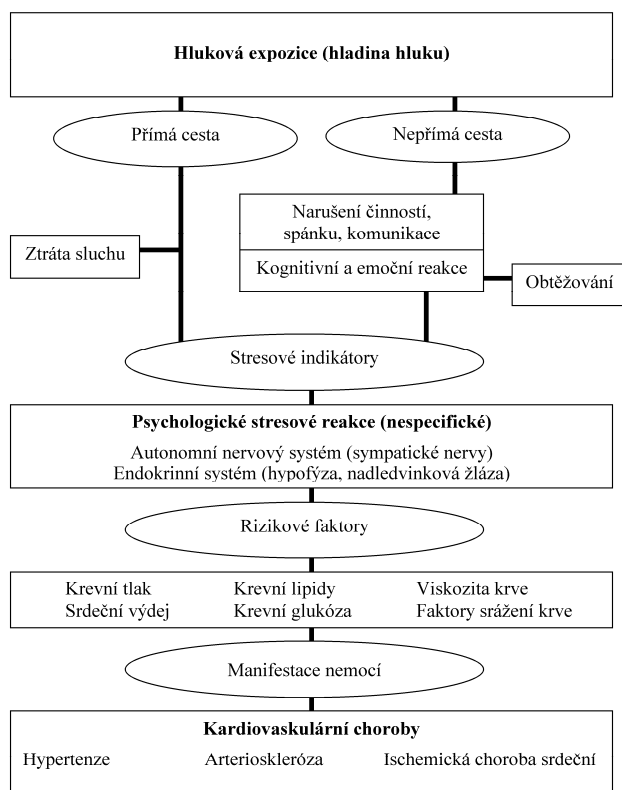 Hluková expozice (hladina hluku)
Přímá cesta
Nepřímá cesta
Narušení činností,
spánku, komunikace
Ztráta sluchu
Kognitivní a emoční reakce
Obtěžování
Stresové indikátory
Psychologické stresové reakce (nespecifické)
Autonomní nervový systém (sympatické nervy)
Endokrinní systém (hypofýza, nadledvinková žláza)
Rizikové faktory
Krevní tlak Krevní lipidy Viskozita krve
Srdeční výdej Krevní glukóza Faktory srážení krve
Manifestace nemocí
Kardiovaskulární choroby
Hypertenze Arterioskleróza Ischemická choroba srdeční